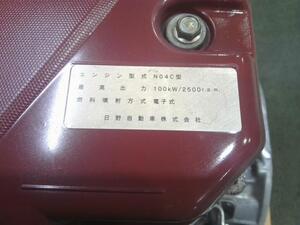 エンジン型式 N04C型
最高出力 100kW/2500r.p.m.
燃料噴射方式 電子式
日野自動車株式会社